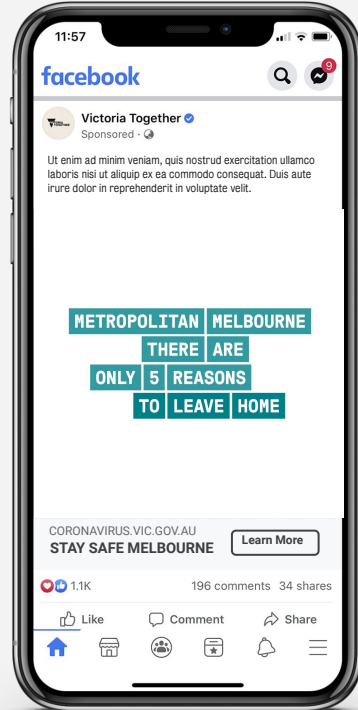 11:57
facebook
9
Victoria Together
Sponsored ·
Ut enim ad minim veniam, quis nostrud exercitation ullamco
laboris nisi ut aliquip ex ea commodo consequat. Duis aute
irure dolor in reprehenderit in voluptate velit.
METROPOLITAN MELBOURNE
THERE ARE
ONLY 5 REASONS
TO LEAVE HOME
CORONAVIRUS.VIC.GOV.AU
STAY SAFE MELBOURNE
Learn More
1.1K
196 comments 34 shares
Like
Comment
Share